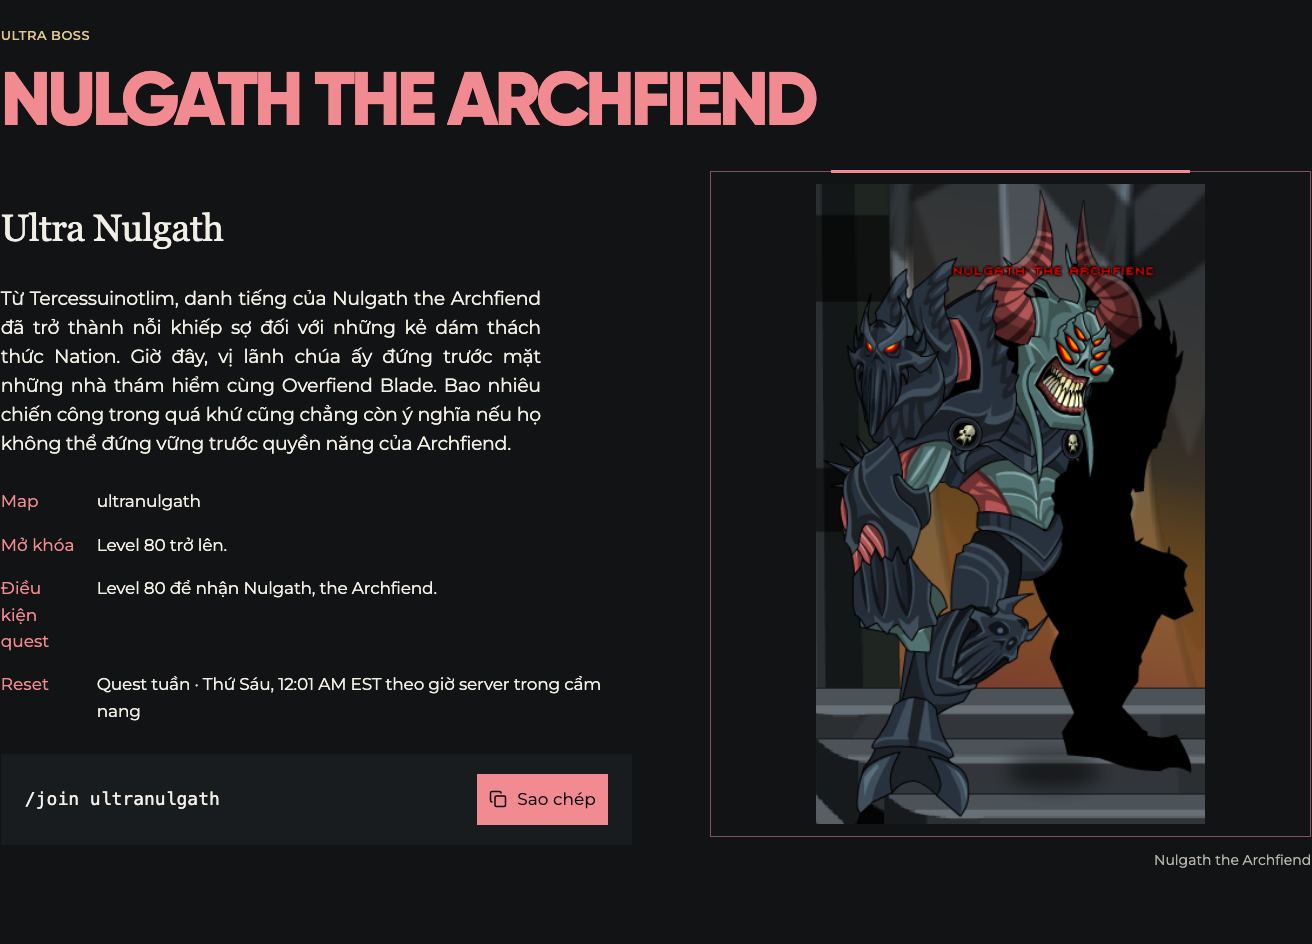 ULTRA BOSS
NULGATH THE ARCHFIEND
Ultra Nulgath
Từ Tercessuinotlim, danh tiếng của Nulgath the Archfiend
đã trở thành nỗi khiếp sợ đối với những kẻ dám thách
thức Nation. Giờ đây, vị lãnh chúa ấy đứng trước mặt
những nhà thám hiểm cùng Overfiend Blade. Bao nhiêu
chiến công trong quá khứ cũng chẳng còn ý nghĩa nếu họ
không thể đứng vững trước quyền năng của Archfiend.
Map ultranulgath
Mở khóa Level 80 trở lên.
Điều Level 80 để nhận Nulgath, the Archfiend.
kiện
quest
Reset Quest tuần · Thứ Sáu, 12:01 AM EST theo giờ server trong cẩm
nang
/join ultranulgath Sao chép
NULGATH THE ARCHFIEND
Nulgath the Archfiend